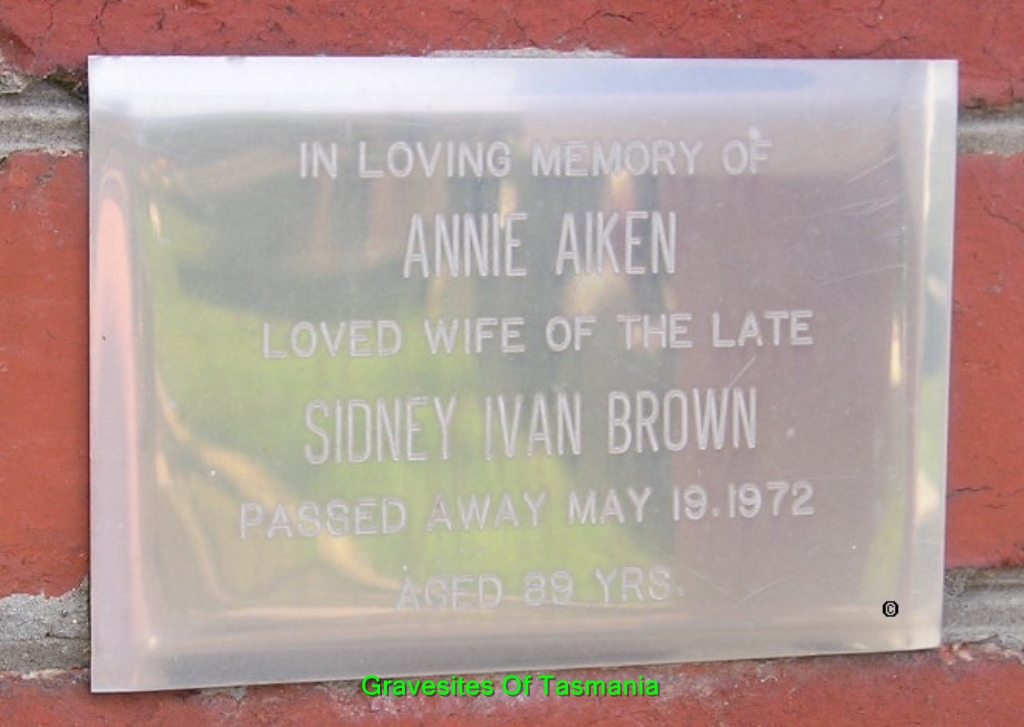 IN LOVING MEMORY OF
ANNIE AIKEN
LOVED WIFE OF THE LATE
SIDNEY IVAN BROWN
PASSED AWAY MAY 19.1972
AGED 89 YRS.
©
Gravesites Of Tasmania